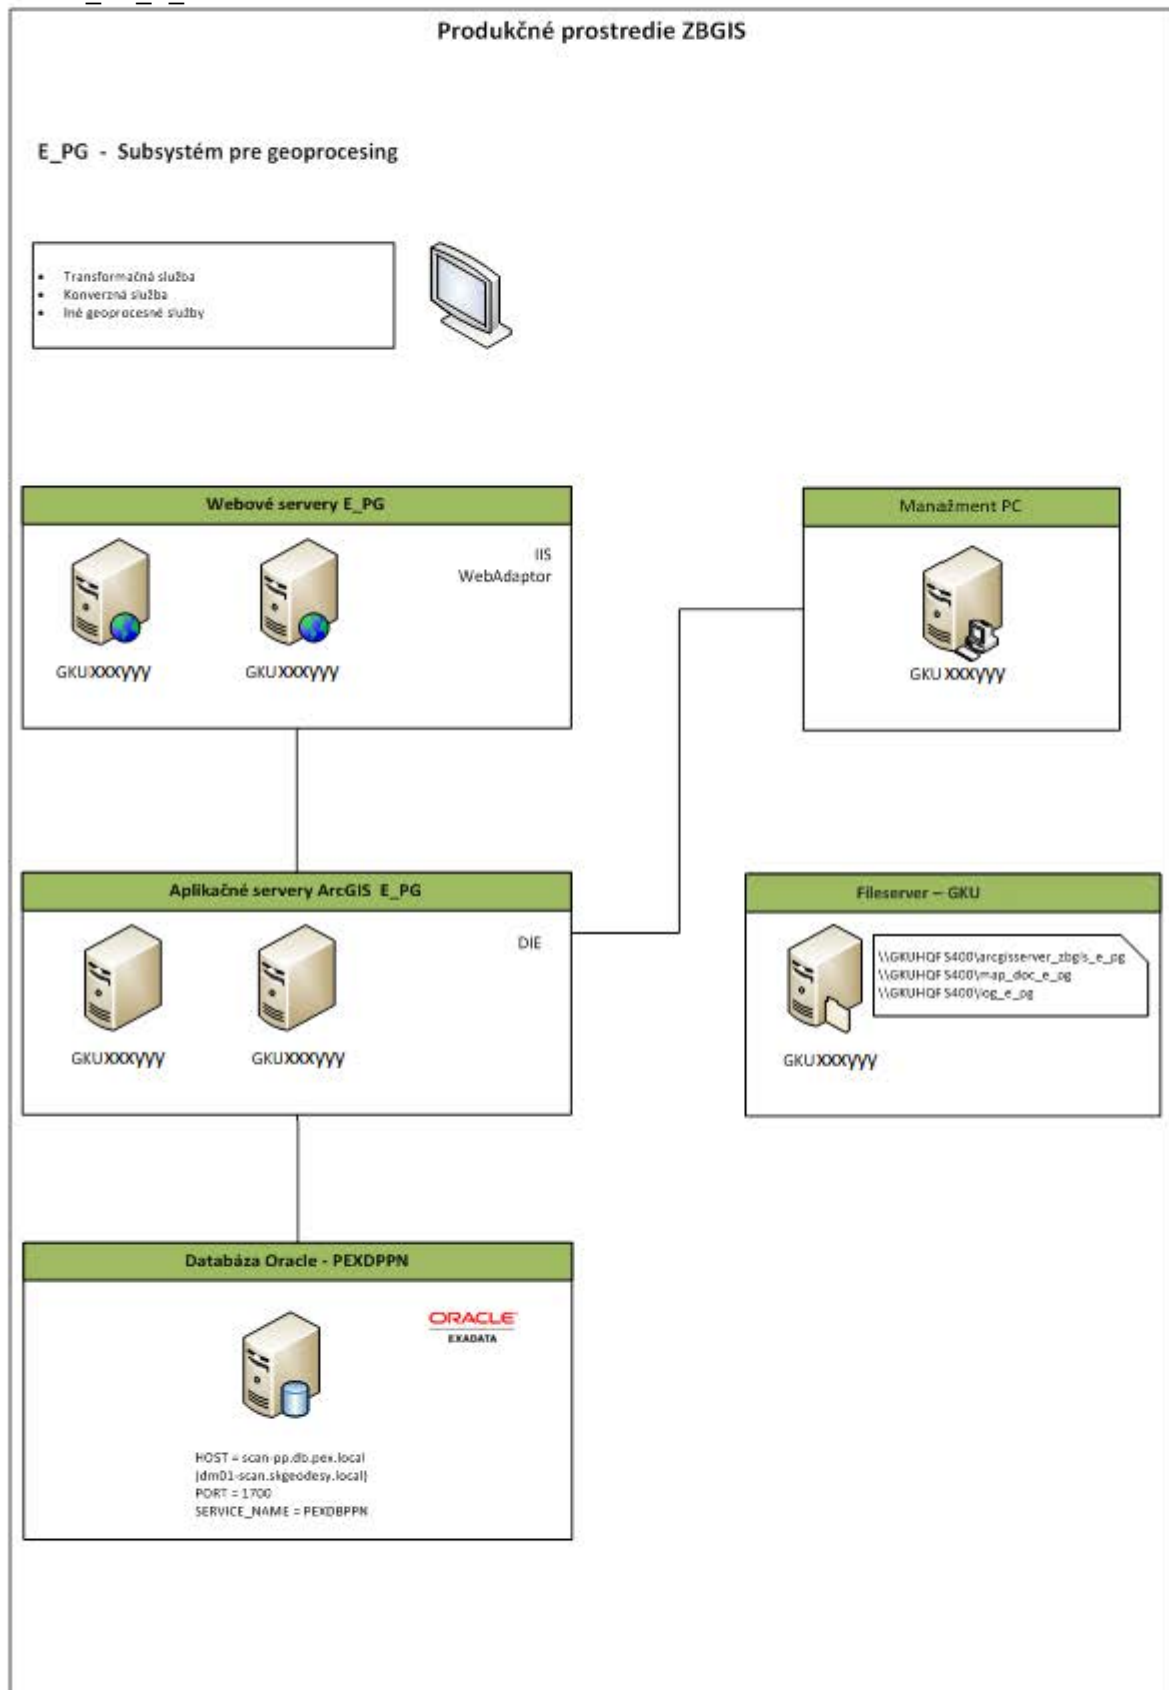 Produkčné prostredie ZBGIS
E_PG - Subsystém pre geoprocesing
• Transformačná služba
• Konverzná služba
• Iné geoprocesné služby
Webové servery E_PG
IIS
WebAdaptor
GKUXXXyyy
GKUXXXyyy
Manažment PC
GKU XXXyyy
Aplikačné servery ArcGIS E_PG
DIE
GKUXXXyyy
GKUXXXyyy
Fileserver – GKU
\\GKUHQFS400\arcgisserver_zbgis_e_pg
\\GKUHQFS400\map_doc_e_pg
\\GKUHQFS400\log_e_pg
GKUXXXyyy
Databáza Oracle - PEXDPPN
ORACLE
EXADATA
HOST = scan-pp.db.pex.local
(dm01-scan.skgeodesy.local)
PORT = 1700
SERVICE_NAME = PEXDBPPN